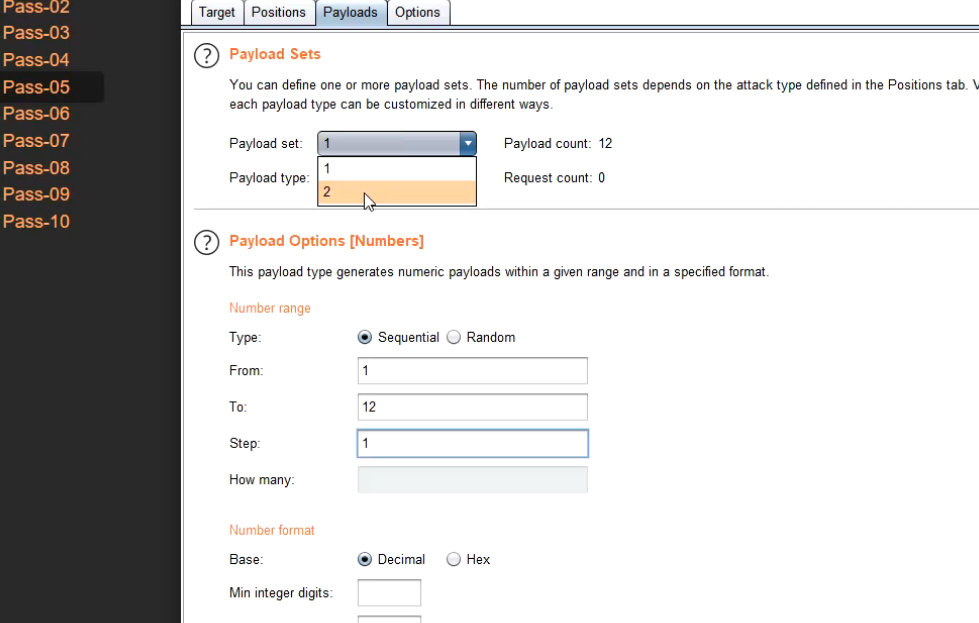 Pass-02
Pass-03
Pass-04
Pass-05
Pass-06
Pass-07
Pass-08
Pass-09
Pass-10
Target Positions Payloads Options
? Payload Sets
You can define one or more payload sets. The number of payload sets depends on the attack type defined in the Positions tab. V
each payload type can be customized in different ways.
Payload set: 1 Payload count: 12
1
2
Payload type: Request count: 0
? Payload Options [Numbers]
This payload type generates numeric payloads within a given range and in a specified format.
Number range
Type: Sequential Random
From: 1
To: 12
Step: 1
How many:
Number format
Base: Decimal Hex
Min integer digits: